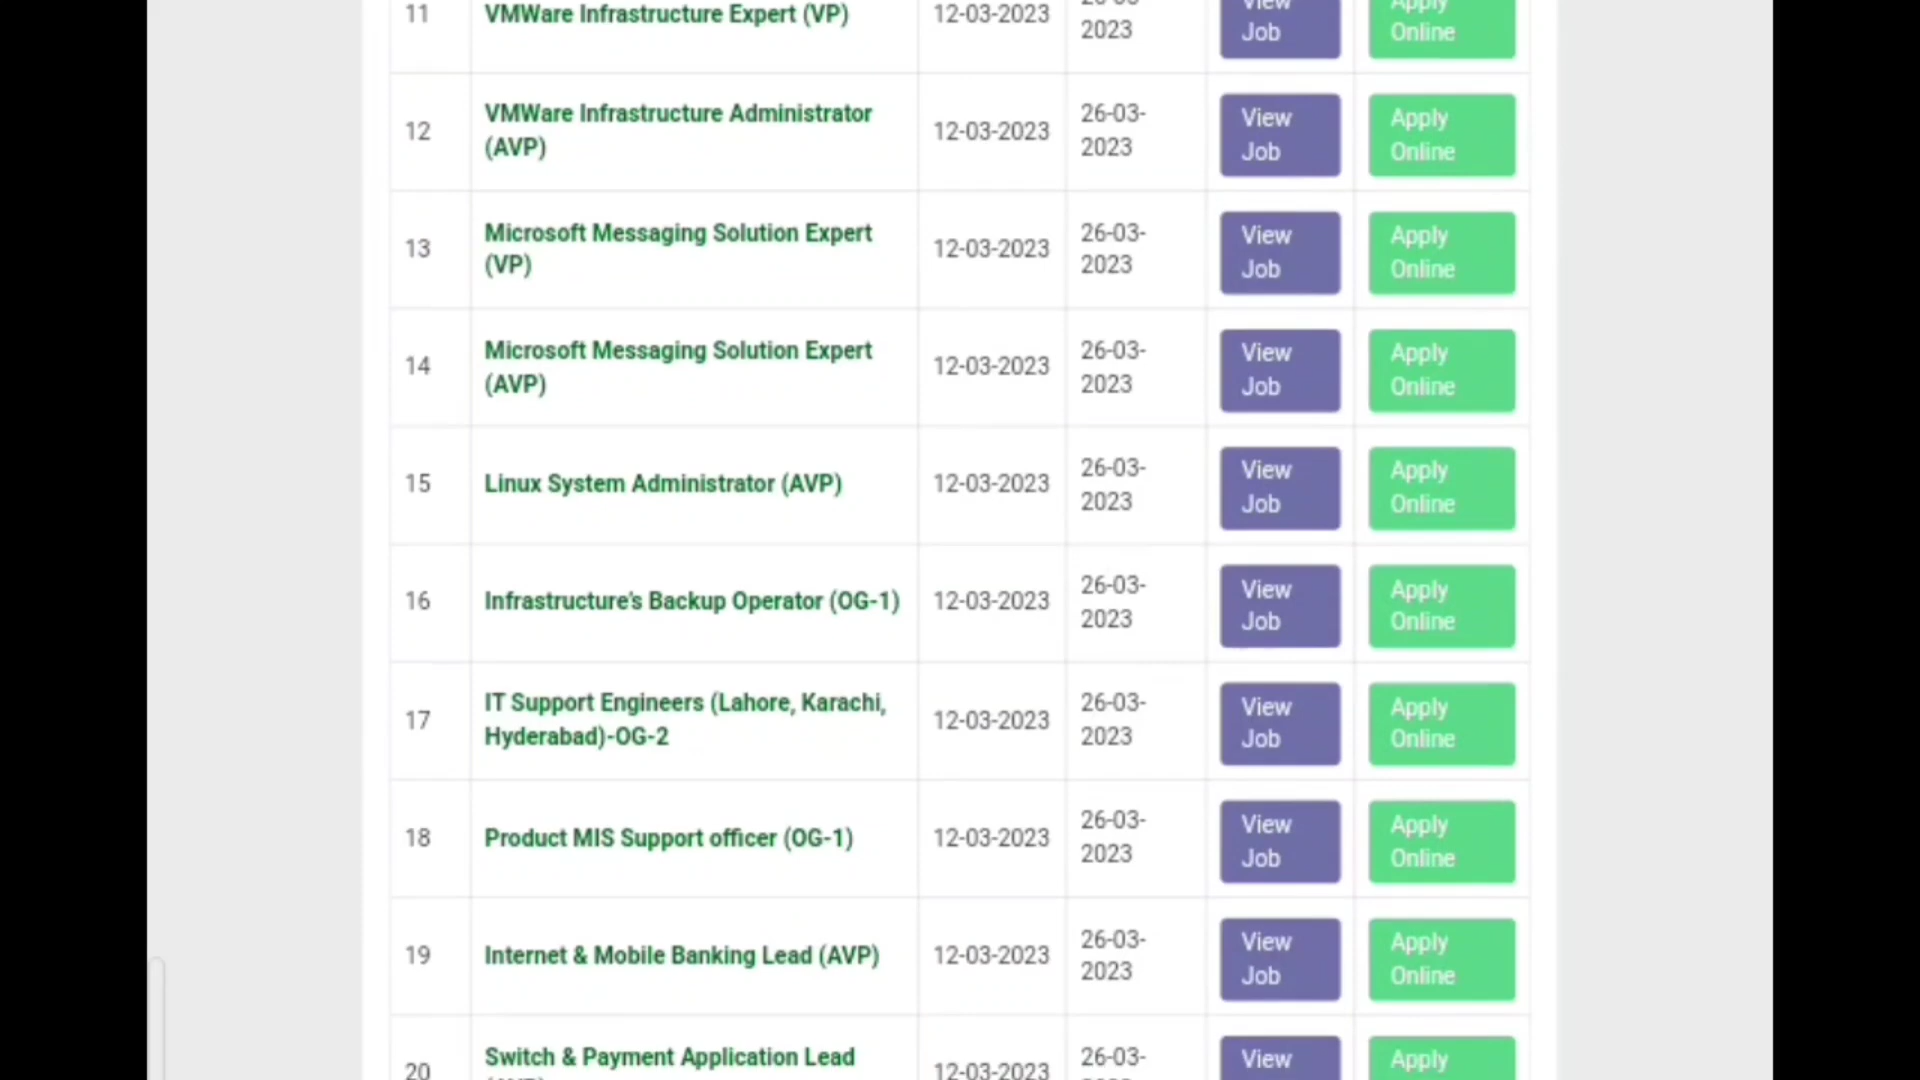 11 VMWare Infrastructure Expert (VP) 12-03-2023 View Apply
2023 Job Online
VMWare Infrastructure Administrator 26-03- View Apply
12 (AVP) 12-03-2023 2023 Job Online
Microsoft Messaging Solution Expert 26-03- View Apply
13 (VP) 12-03-2023 2023 Job Online
Microsoft Messaging Solution Expert 26-03- View Apply
14 (AVP) 12-03-2023 2023 Job Online
26-03- View Apply
15 Linux System Administrator (AVP) 12-03-2023 2023 Job Online
26-03- View Apply
16 Infrastructure's Backup Operator (OG-1) 12-03-2023 2023 Job Online
IT Support Engineers (Lahore, Karachi, 26-03- View Apply
17 Hyderabad)-OG-2 12-03-2023 2023 Job Online
26-03- View Apply
18 Product MIS Support officer (OG-1) 12-03-2023 2023 Job Online
26-03- View Apply
19 Internet & Mobile Banking Lead (AVP) 12-03-2023 2023 Job Online
Switch & Payment Application Lead 26-03- View Apply
20 12-03-2023